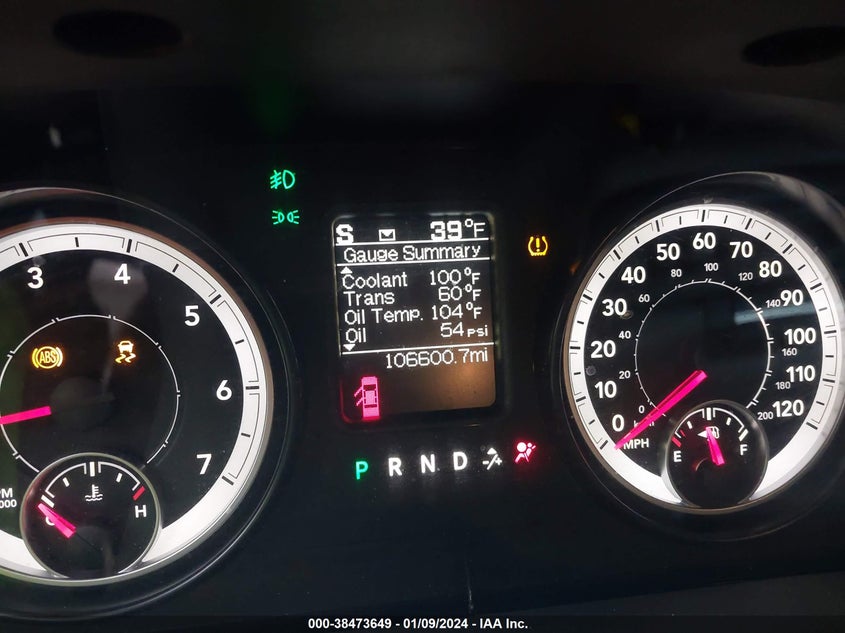 S 39°F
Gauge Summary
Coolant 100°F
Trans 60°F
Oil Temp. 104°F
Oil 54 psi
106600.7mi
3 4 5 6 7
ABS
H
P R N D
0 10 20 30 40 50 60 70 80 90 100 110 120
0 20 40 60 80 100 120 140 160 180 200
MPH
E F
000-38473649 - 01/09/2024 - IAA Inc.